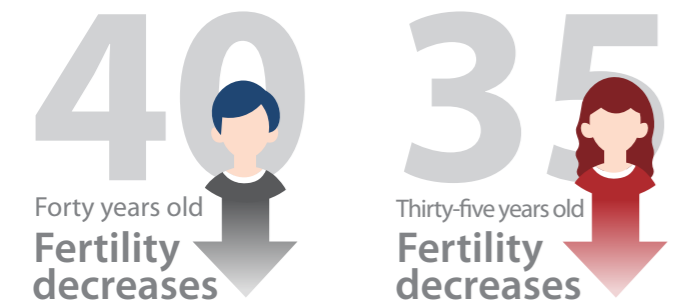 40
Forty years old
Fertility
decreases
35
Thirty-five years old
Fertility
decreases